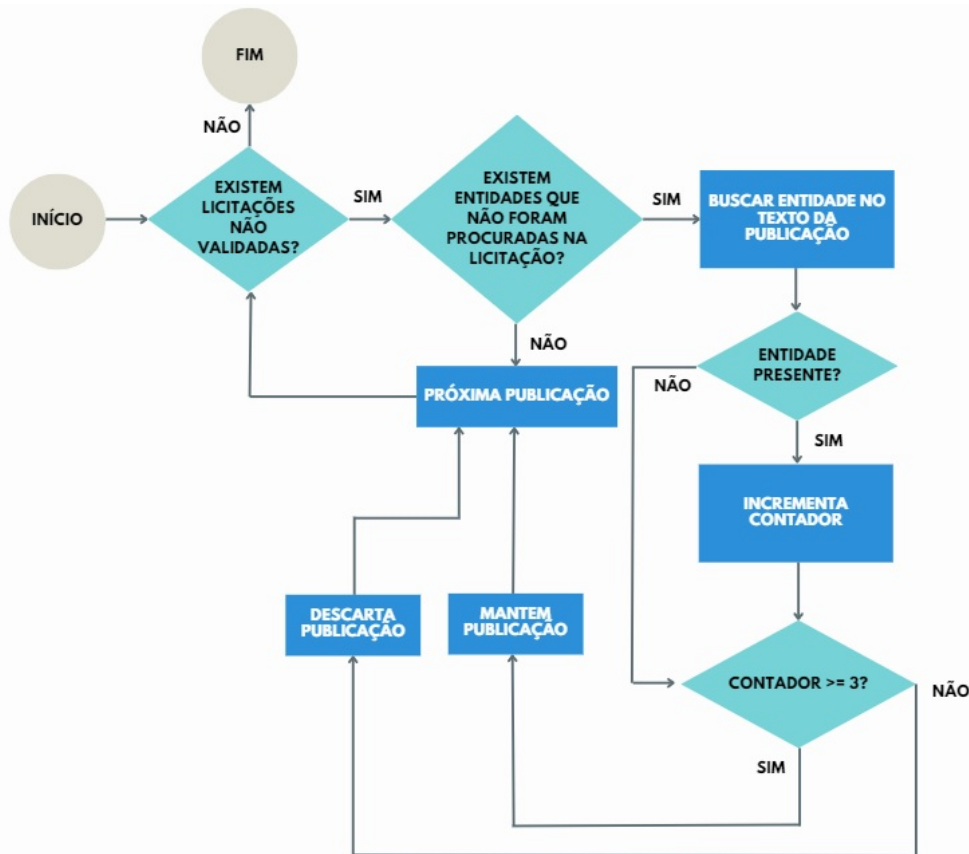 FIM
NÃO
INÍCIO
EXISTEM
LICITAÇÕES
NÃO
VALIDADAS?
SIM
EXISTEM
ENTIDADES QUE
NÃO FORAM
PROCURADAS NA
LICITAÇÃO?
SIM
BUSCAR ENTIDADE NO
TEXTO DA
PUBLICAÇÃO
NÃO
PRÓXIMA PUBLICAÇÃO
ENTIDADE
PRESENTE?
NÃO
SIM
INCREMENTA
CONTADOR
DESCARTA
PUBLICAÇÃO
MANTEM
PUBLICAÇÃO
CONTADOR >= 3?
NÃO
SIM